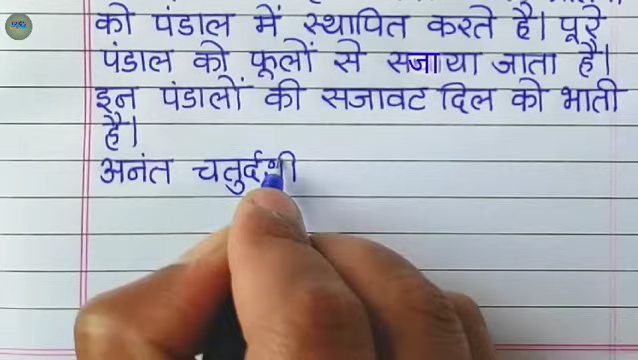 को पंडाल में स्थापित करते है। पूरे
पंडाल को फूलों से सजाया जाता है।
इन पंडालों की सजावट दिल को भाती
है।
अनंत चतुर्दशी